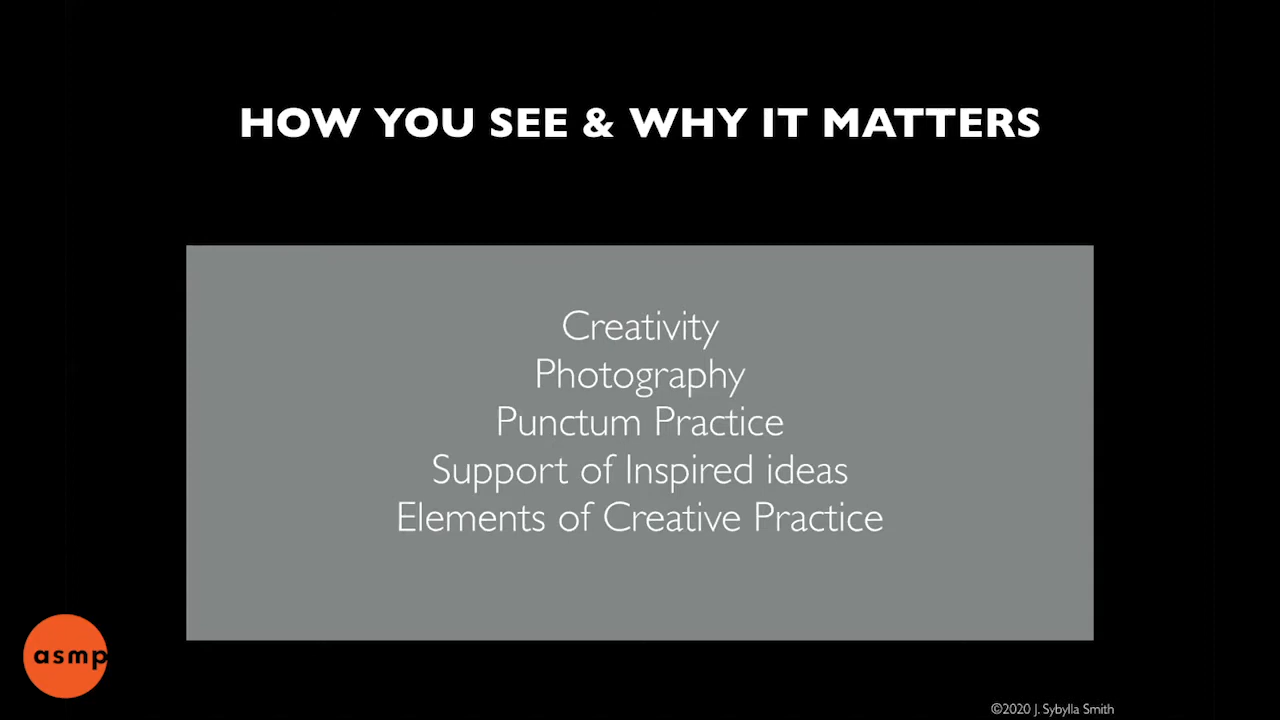 HOW YOU SEE & WHY IT MATTERS
Creativity
Photography
Punctum Practice
Support of Inspired ideas
Elements of Creative Practice
asmp
©2020 J. Sybylla Smith